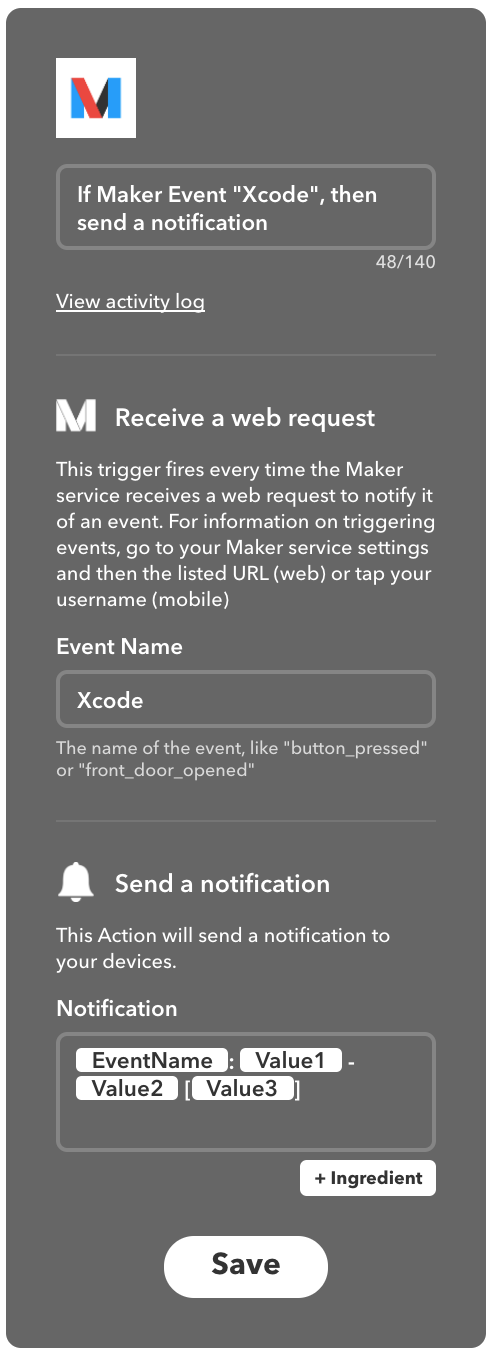 If Maker Event "Xcode", then
send a notification
48/140
View activity log
Receive a web request
This trigger fires every time the Maker
service receives a web request to notify it
of an event. For information on triggering
events, go to your Maker service settings
and then the listed URL (web) or tap your
username (mobile)
Event Name
Xcode
The name of the event, like "button_pressed"
or "front_door_opened"
Send a notification
This Action will send a notification to
your devices.
Notification
EventName : Value1 -
Value2 [ Value3 ]
+ Ingredient
Save